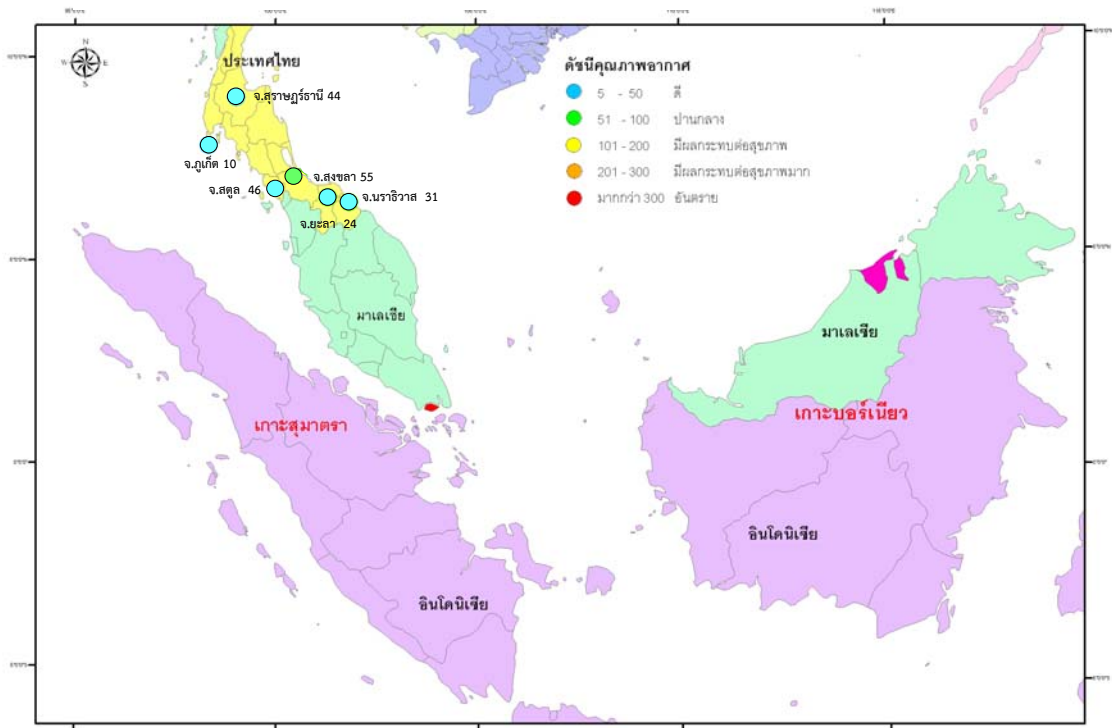 N
W E
S
ประเทศไทย
จ.สุราษฎร์ธานี 44
จ.ภูเก็ต 10
จ.สงขลา 55
จ.สตูล 46
จ.นราธิวาส 31
จ.ยะลา 24
ดัชนีคุณภาพอากาศ
5 - 50 ดี
51 - 100 ปานกลาง
101 - 200 มีผลกระทบต่อสุขภาพ
201 - 300 มีผลกระทบต่อสุขภาพมาก
มากกว่า 300 อันตราย
มาเลเซีย
มาเลเซีย
เกาะสุมาตรา
เกาะบอร์เนียว
อินโดนิเซีย
อินโดนิเซีย